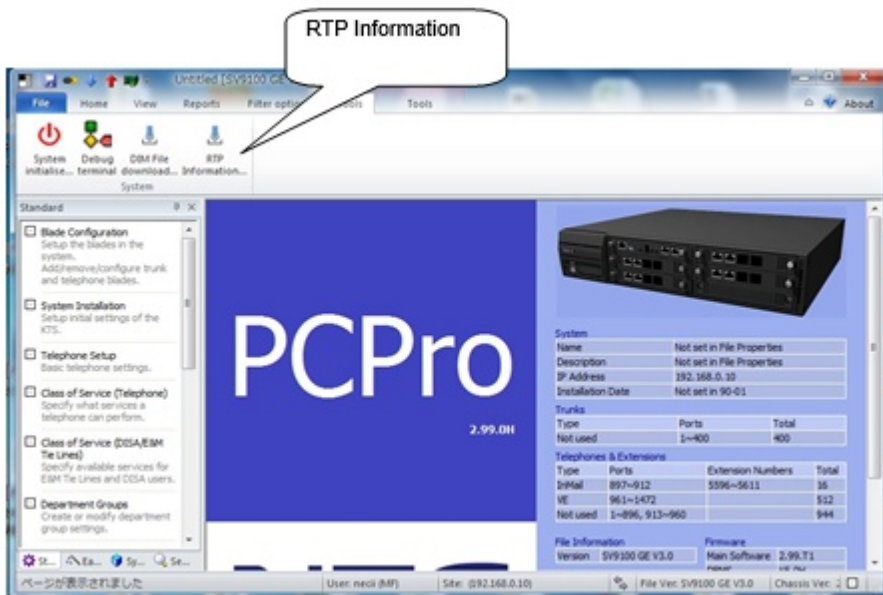 RTP Information
Untitled [SV9100 GE
File Home View Reports Filter option Tools
About
System initialise... Debug terminal DIM File download... RTP Information...
System
Standard
Blade Configuration
Setup the blades in the
system.
Add/remove/configure trunk
and telephone blades.
System Installation
Setup initial settings of the
KTS.
Telephone Setup
Basic telephone settings.
Class of Service (Telephone)
Specify what services a
telephone can perform.
Class of Service (DISA/E&M
Tie Lines)
Specify available services for
E&M Tie Lines and DISA users.
Department Groups
Create or modify department
group settings.
St... Ea... Sy... Se...
PCPro
2.99.0H
System
Name Not set in File Properties
Description Not set in File Properties
IP Address 192.168.0.10
Installation Date Not set in 90-01
Trunks
Type Ports Total
Not used 1~400 400
Telephones & Extensions
Type Ports Extension Numbers Total
InMail 897~912 5596~5611 16
VE 961~1472 512
Not used 1~896, 913~960 944
File Information Firmware
Version SV9100 GE V3.0 Main Software 2.99.T1
ページが表示されました User: necii (MF) Site: (192.168.0.10) File Ver: SV9100 GE V3.0 Chassis Ver: 2